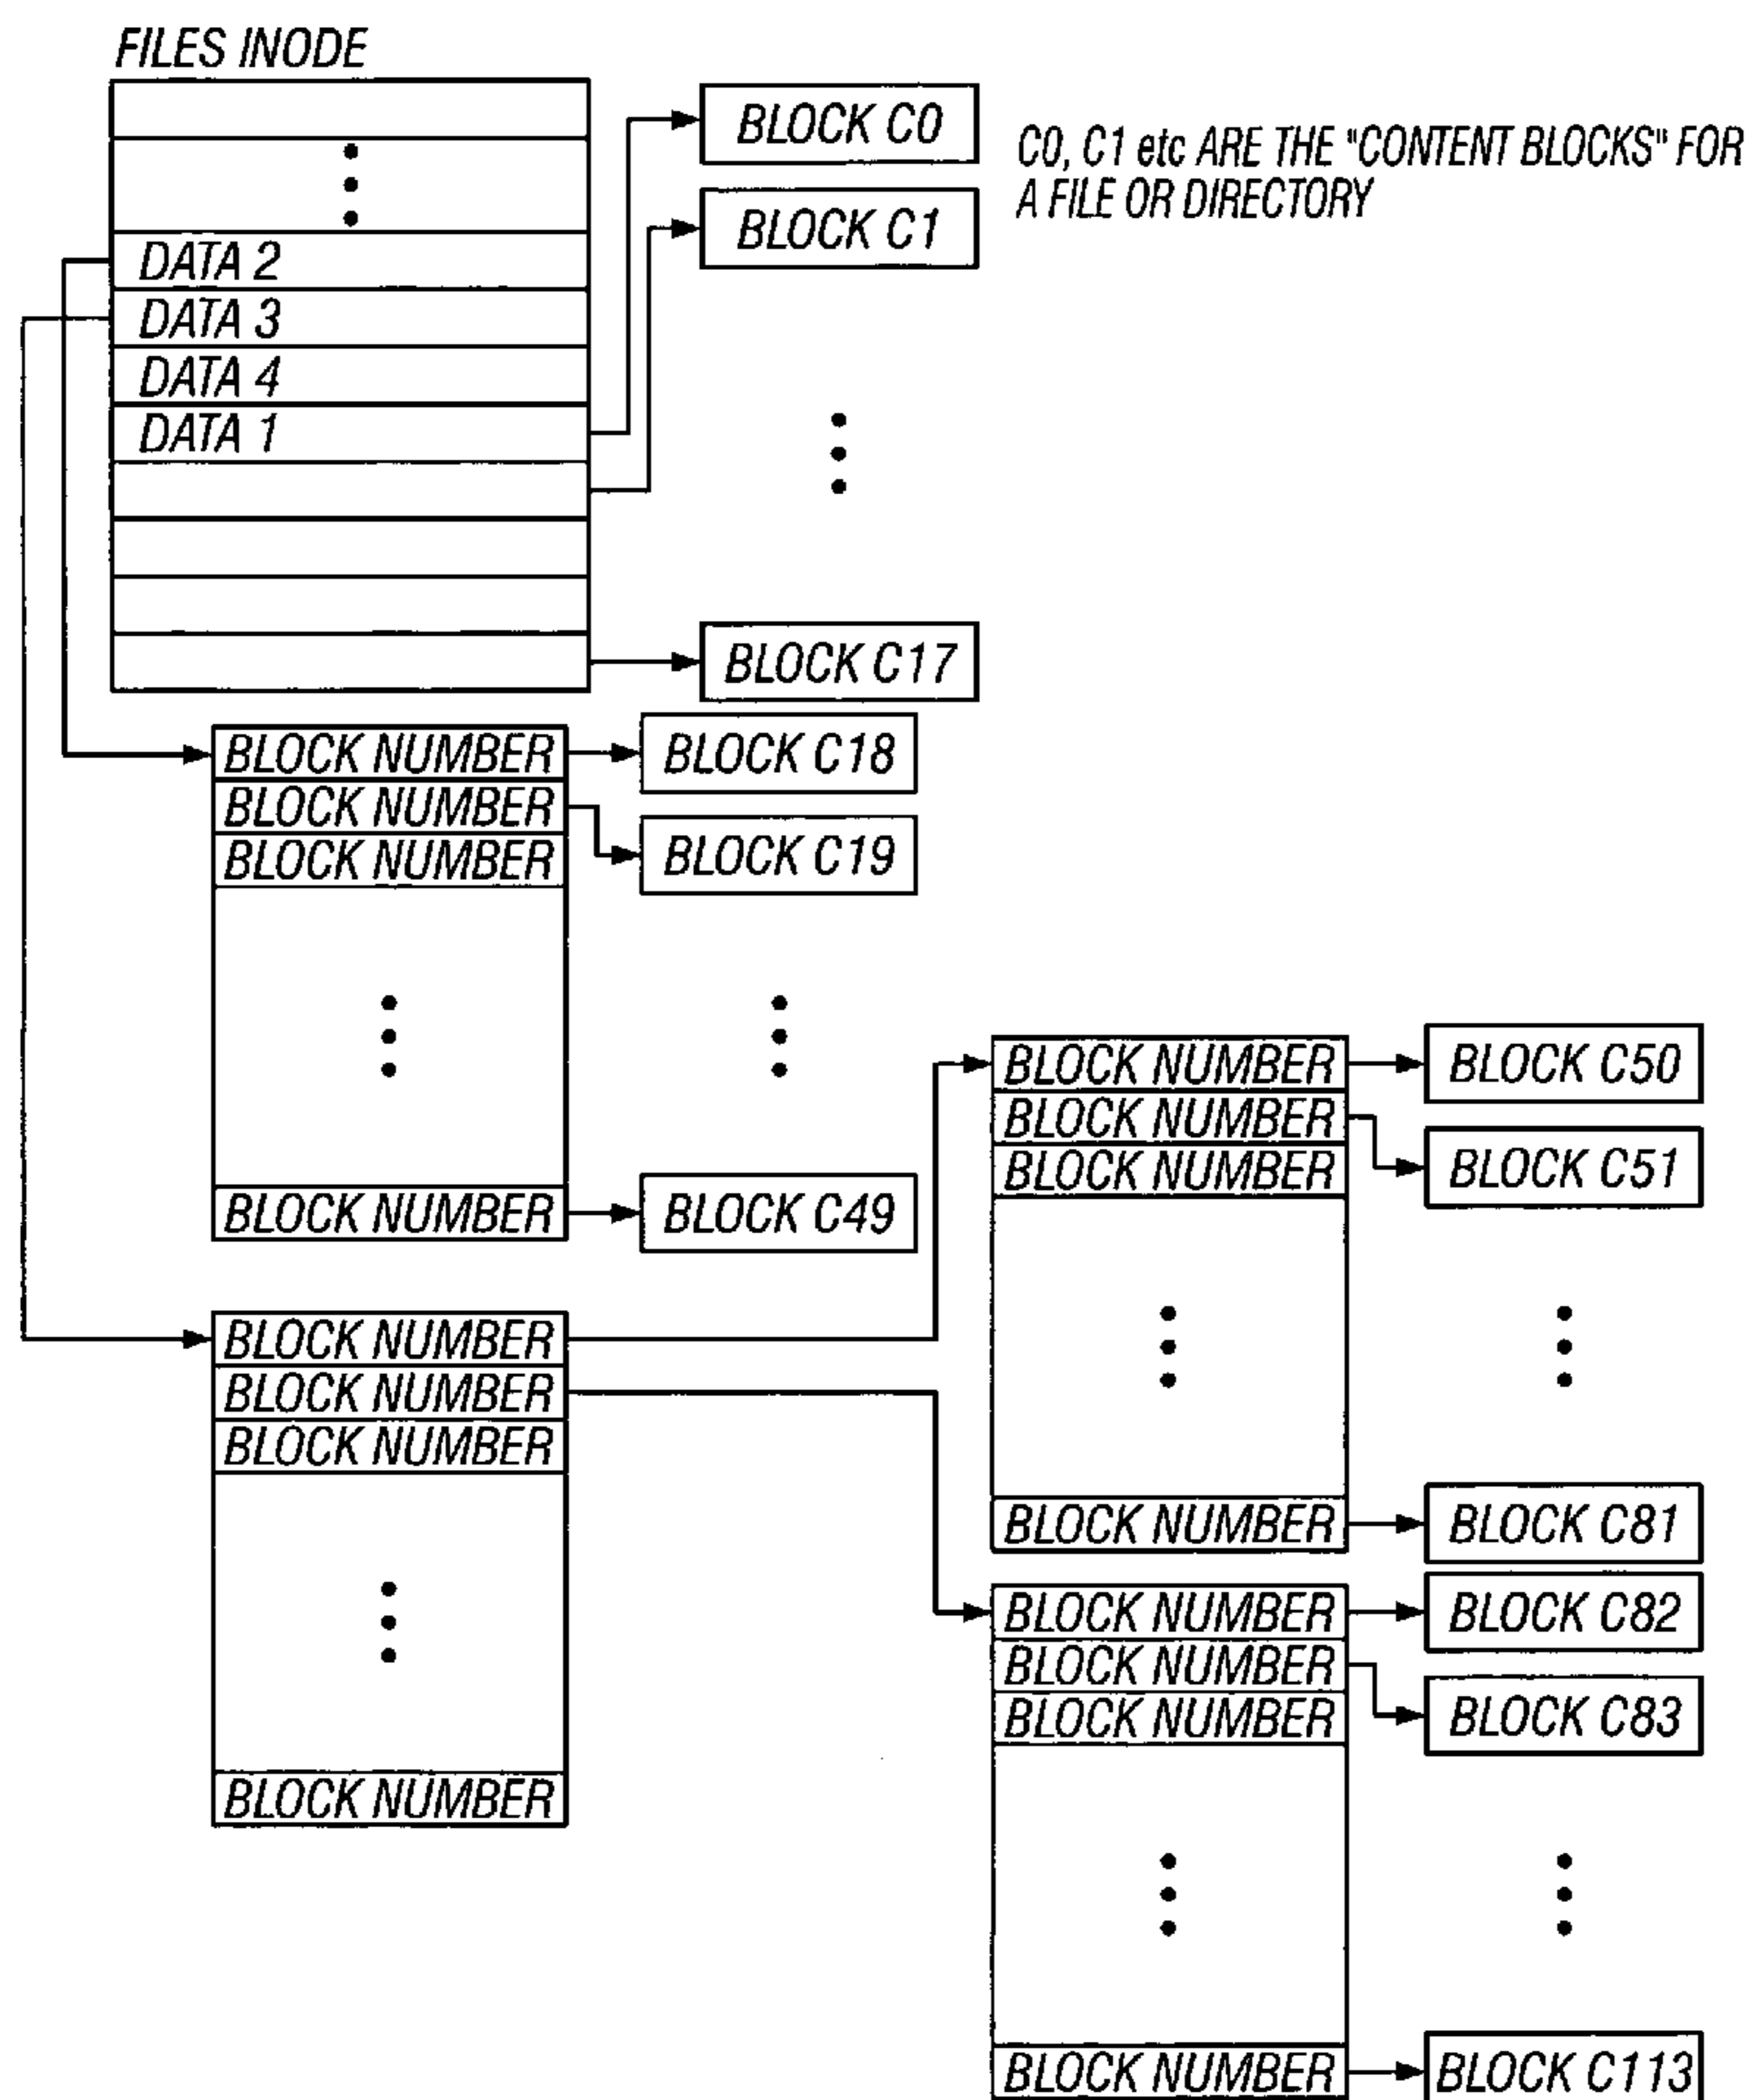 FILES INODE
BLOCK C0
C0, C1 etc ARE THE "CONTENT BLOCKS" FOR
A FILE OR DIRECTORY
BLOCK C1
DATA 2
DATA 3
DATA 4
DATA 1
BLOCK C17
BLOCK NUMBER
BLOCK C18
BLOCK NUMBER
BLOCK NUMBER
BLOCK C19
BLOCK NUMBER
BLOCK C49
BLOCK NUMBER
BLOCK C50
BLOCK NUMBER
BLOCK NUMBER
BLOCK C51
BLOCK NUMBER
BLOCK C81
BLOCK NUMBER
BLOCK NUMBER
BLOCK NUMBER
BLOCK NUMBER
BLOCK NUMBER
BLOCK C82
BLOCK NUMBER
BLOCK NUMBER
BLOCK C83
BLOCK NUMBER
BLOCK C113